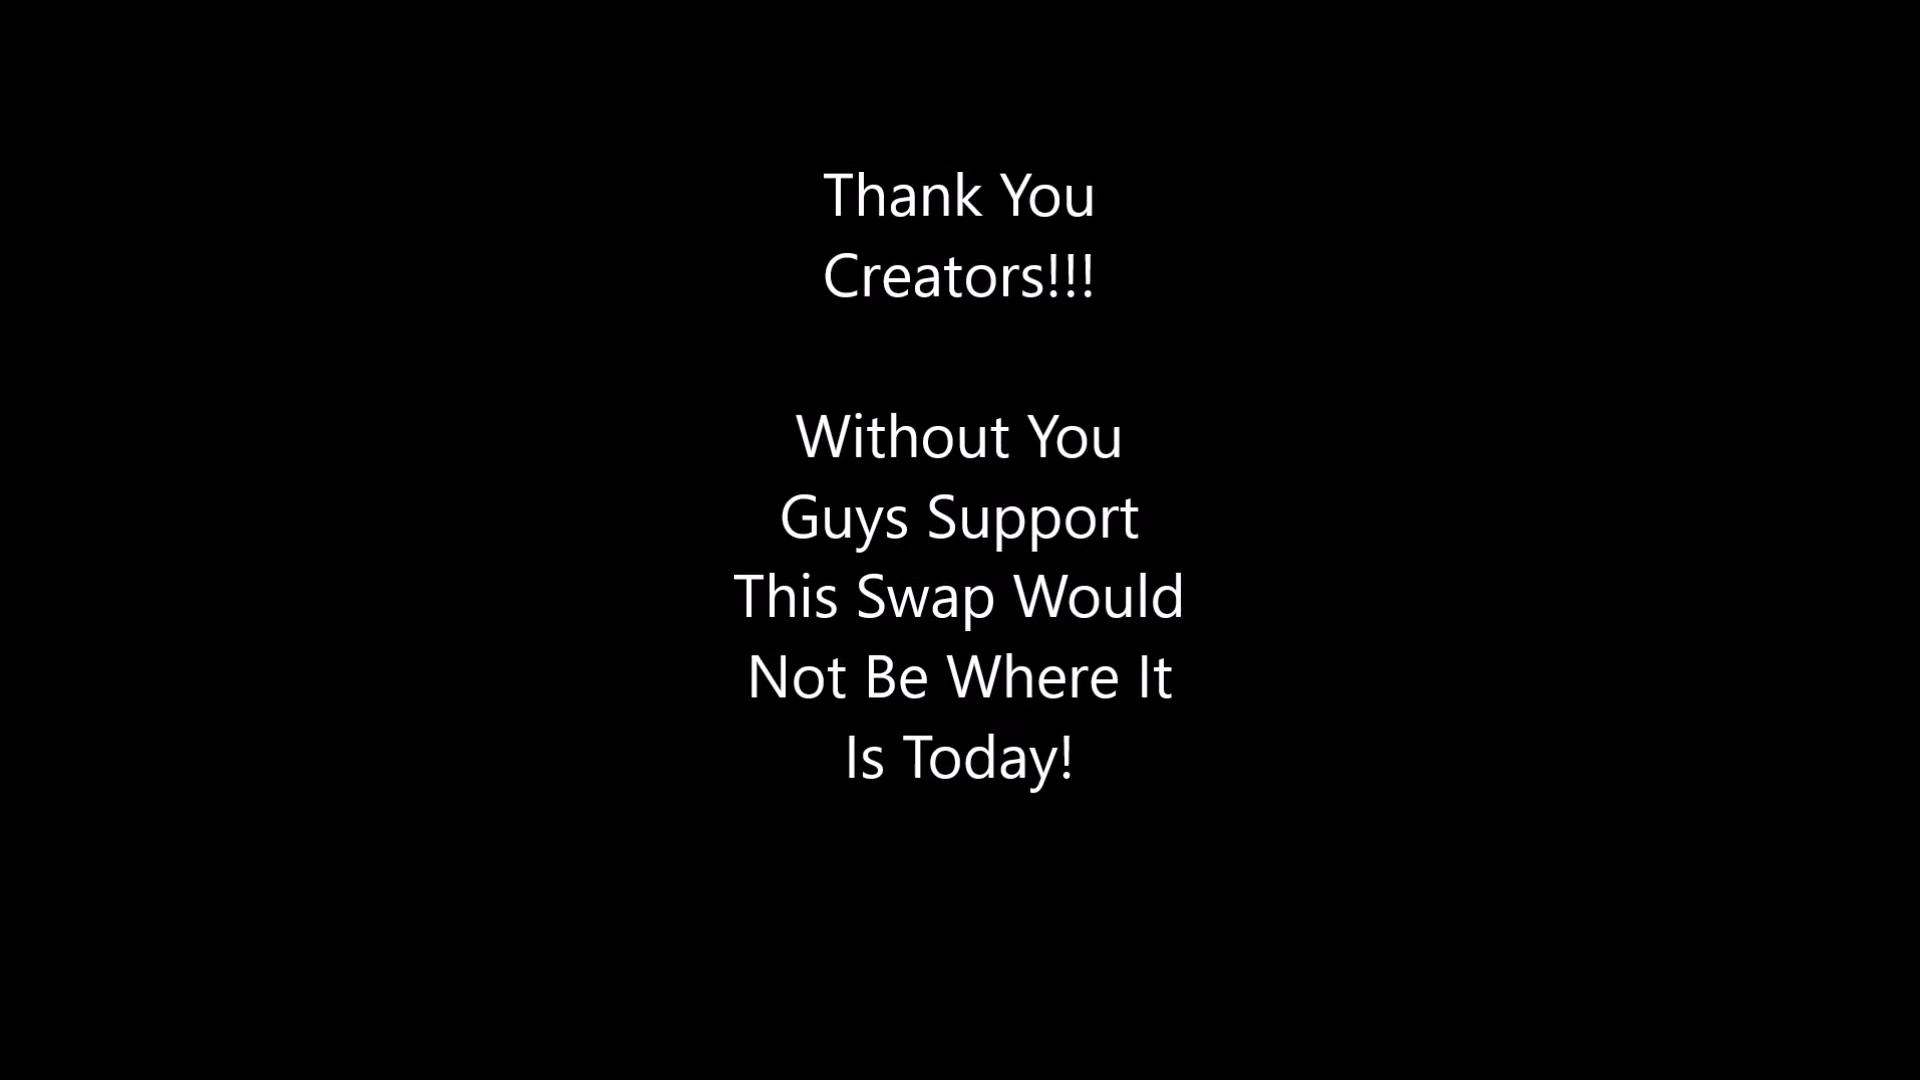 Thank You
Creators!!!
Without You
Guys Support
This Swap Would
Not Be Where It
Is Today!